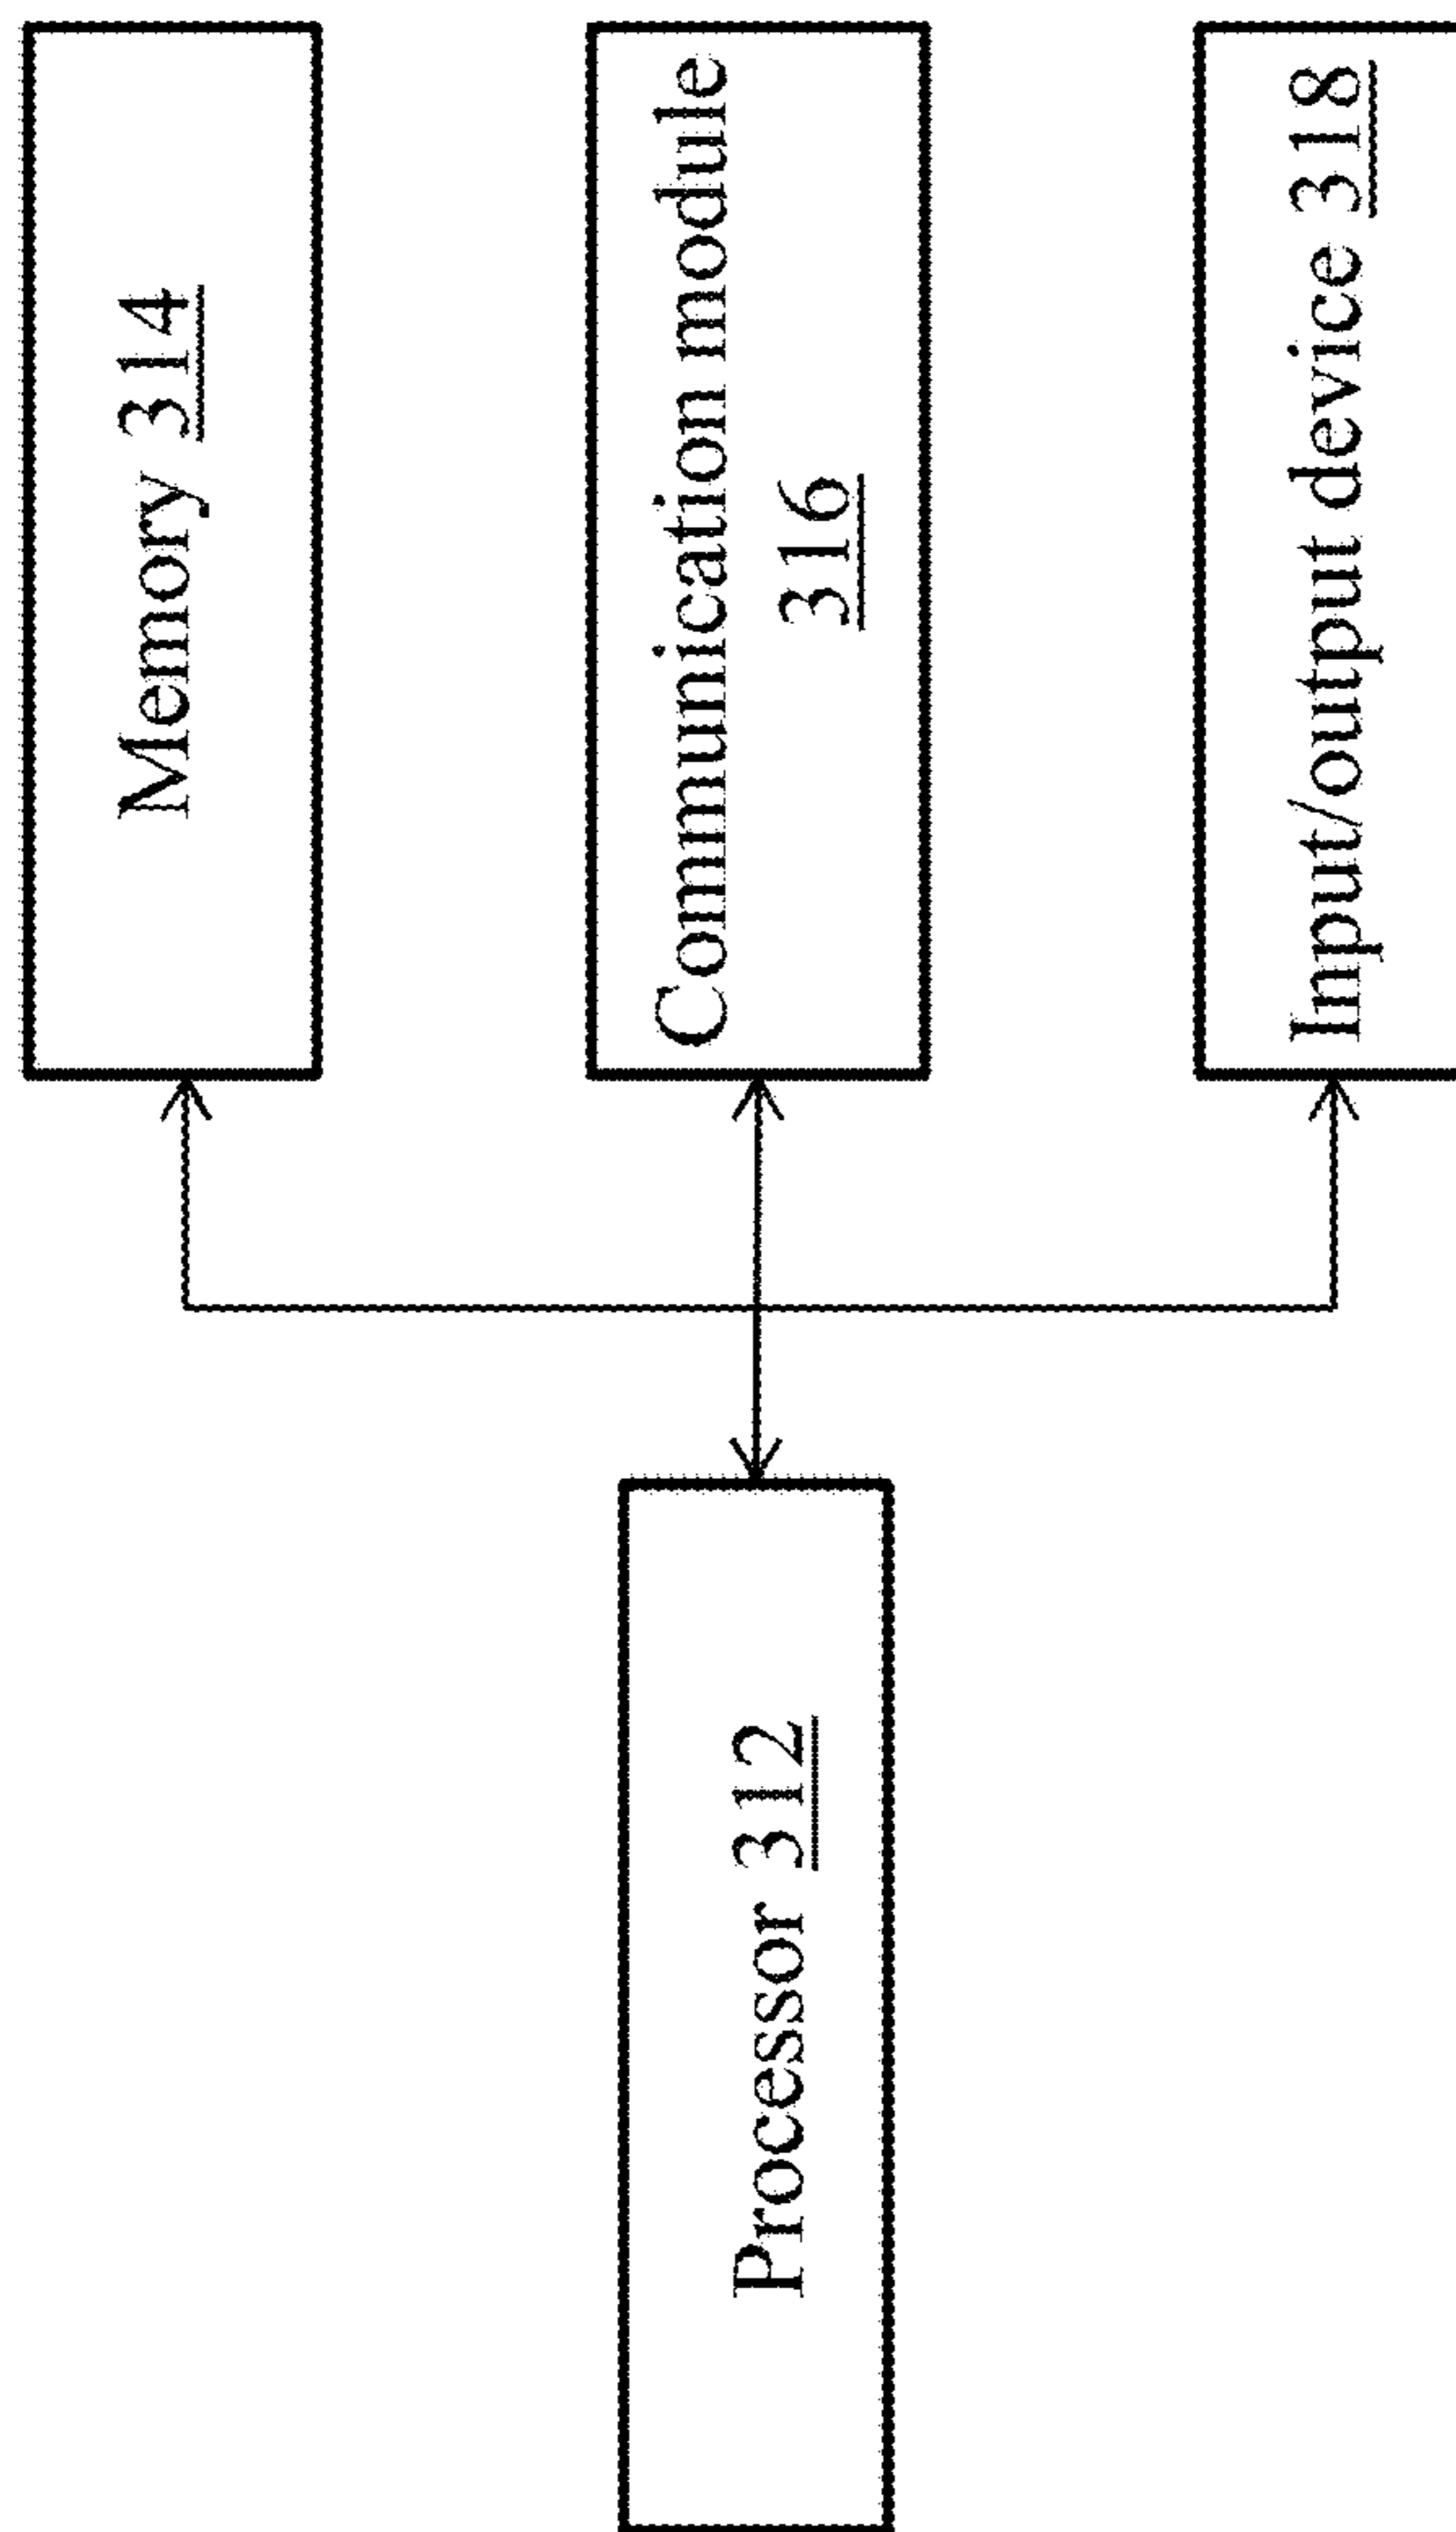 Memory 314
Communication module
316
Processor 312
Input/output device 318